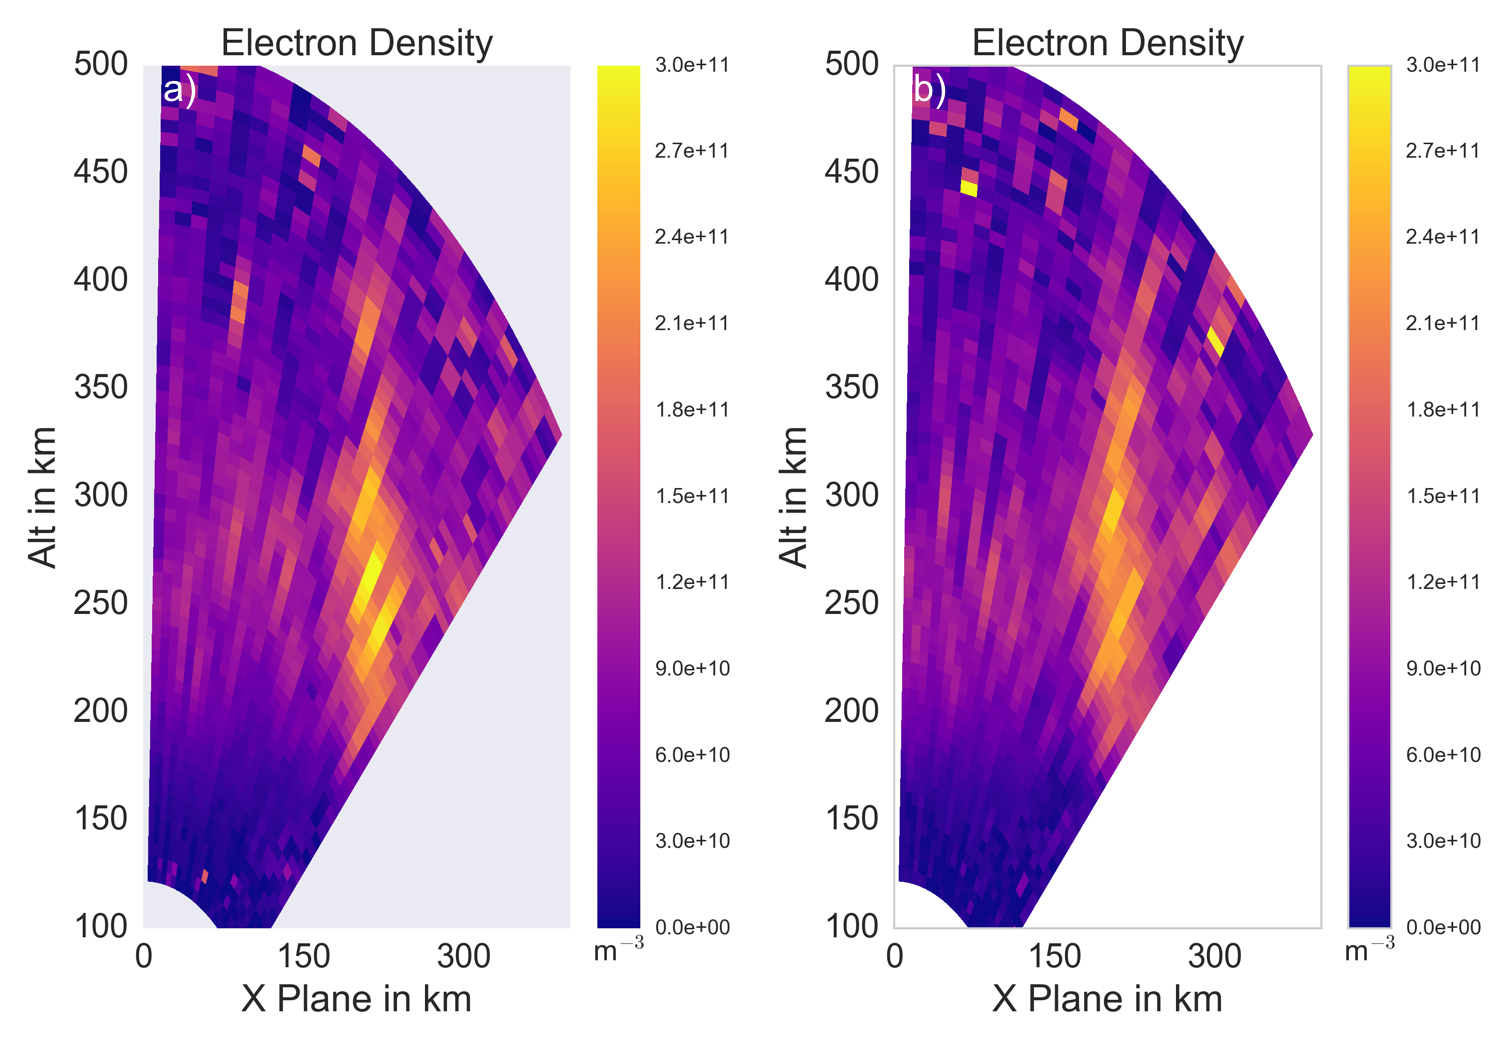 Electron Density
a)
500
450
400
350
300
250
200
150
100
Alt in km
0 150 300
X Plane in km
3.0e+11
2.7e+11
2.4e+11
2.1e+11
1.8e+11
1.5e+11
1.2e+11
9.0e+10
6.0e+10
3.0e+10
0.0e+00
m⁻³
Electron Density
b)
500
450
400
350
300
250
200
150
100
Alt in km
0 150 300
X Plane in km
3.0e+11
2.7e+11
2.4e+11
2.1e+11
1.8e+11
1.5e+11
1.2e+11
9.0e+10
6.0e+10
3.0e+10
0.0e+00
m⁻³